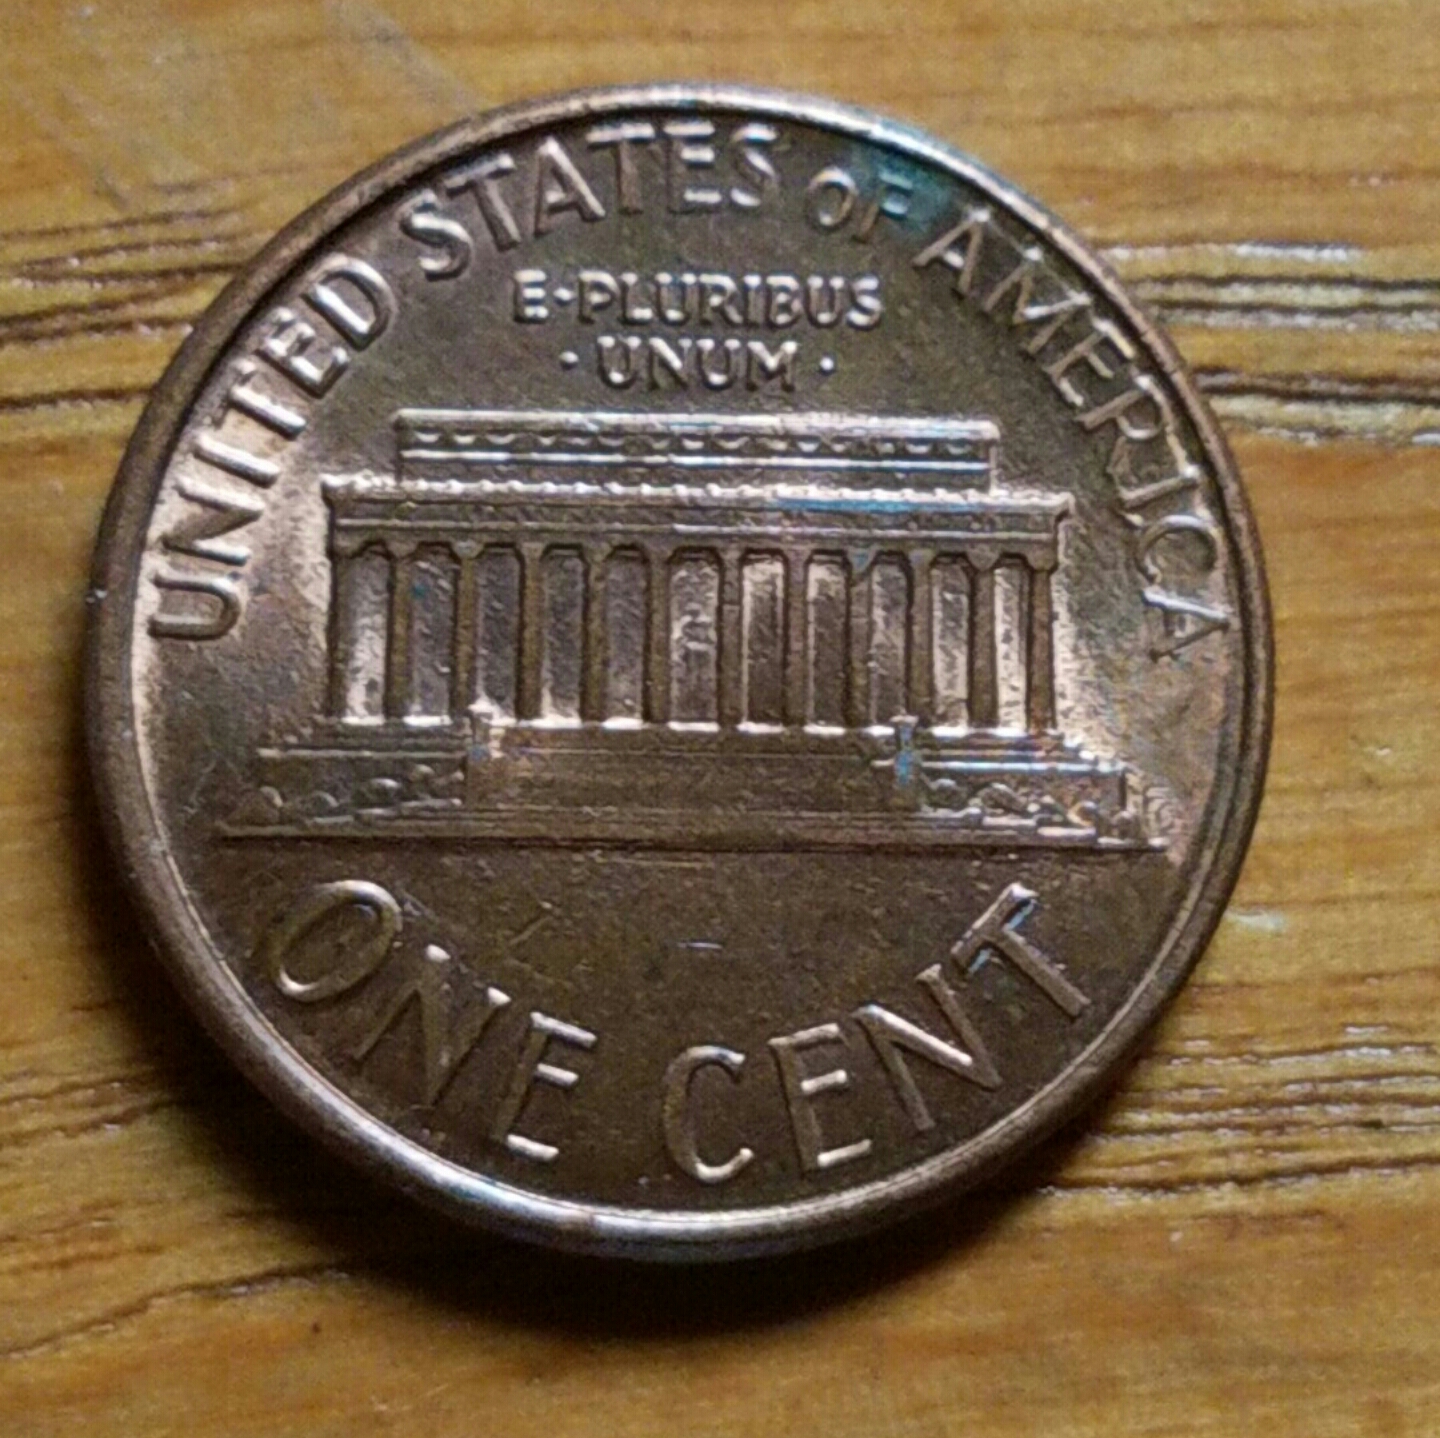 UNITED STATES OF AMERICA
E·PLURIBUS
·UNUM·
ONE CENT